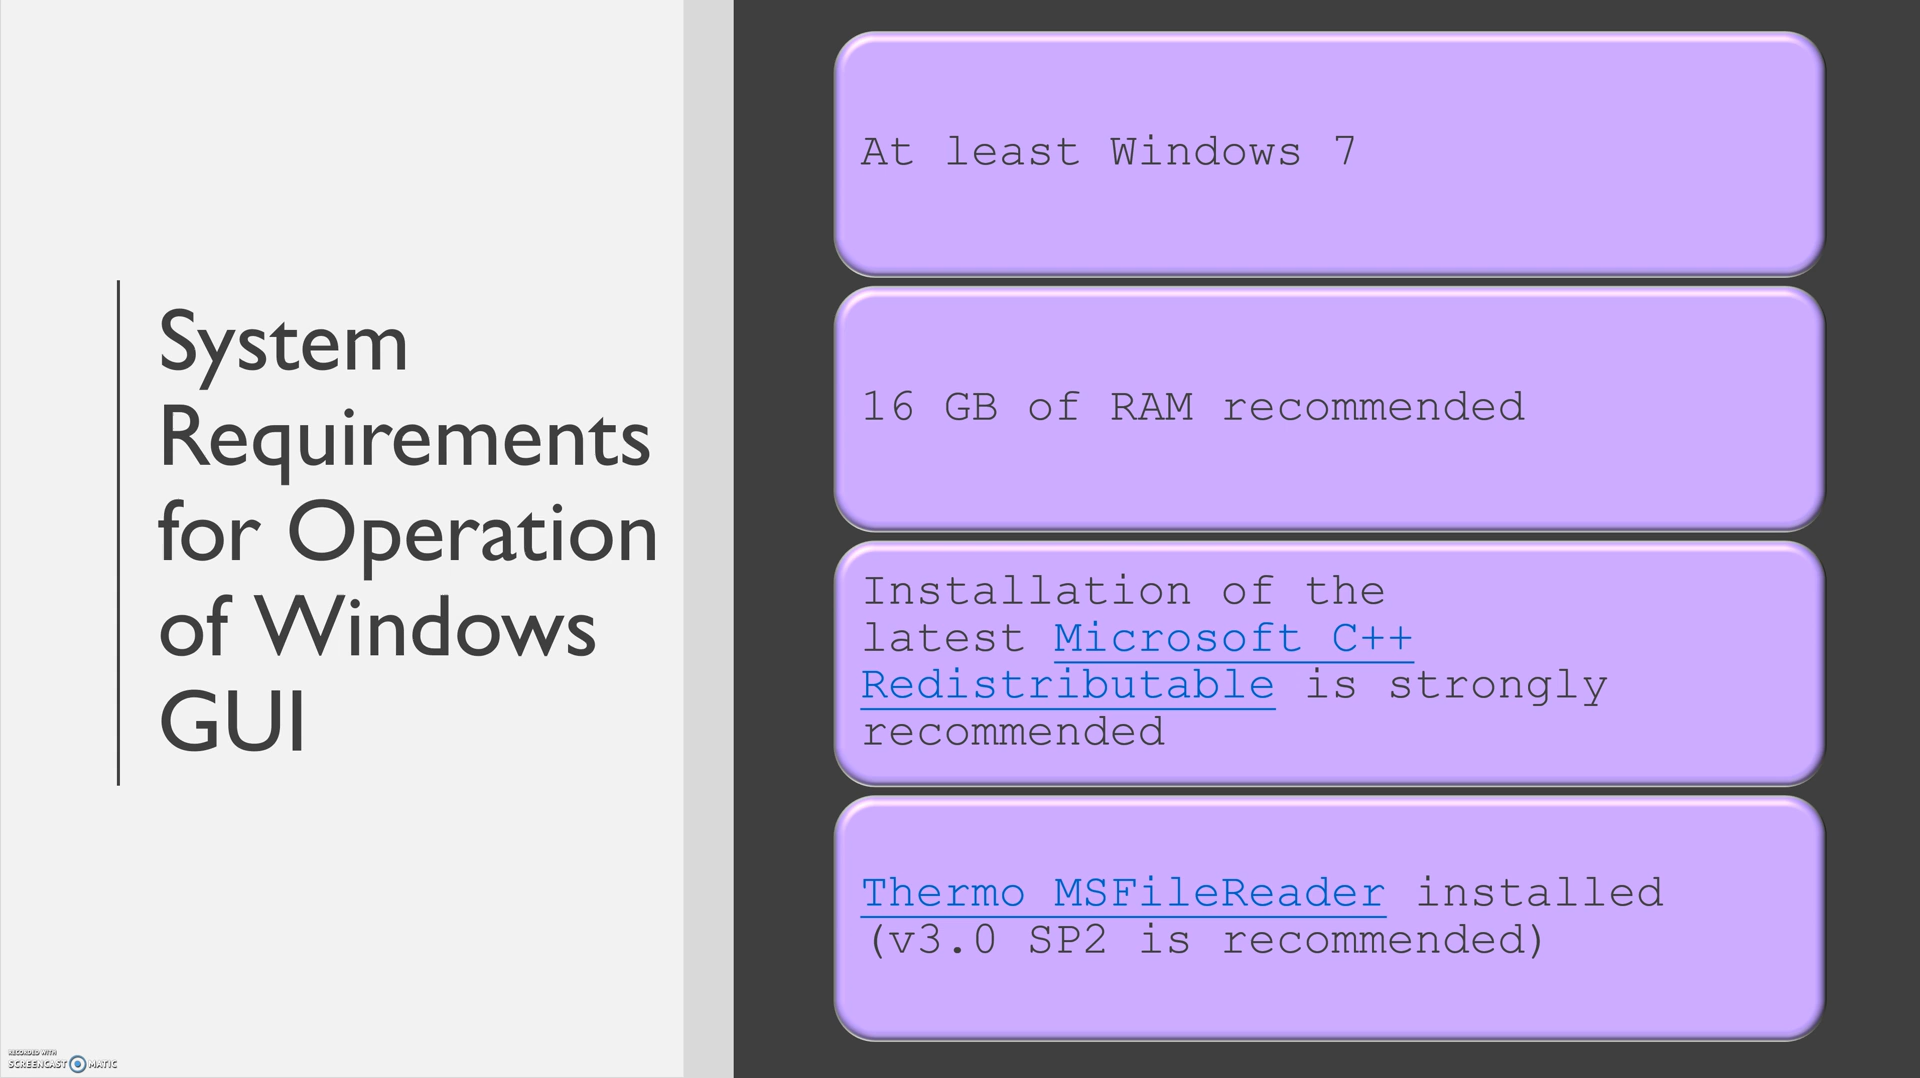 System
Requirements
for Operation
of Windows
GUI
At least Windows 7
16 GB of RAM recommended
Installation of the
latest Microsoft C++
Redistributable is strongly
recommended
Thermo MSFileReader installed
(v3.0 SP2 is recommended)
RECORDED WITH
SCREENCAST MATIC